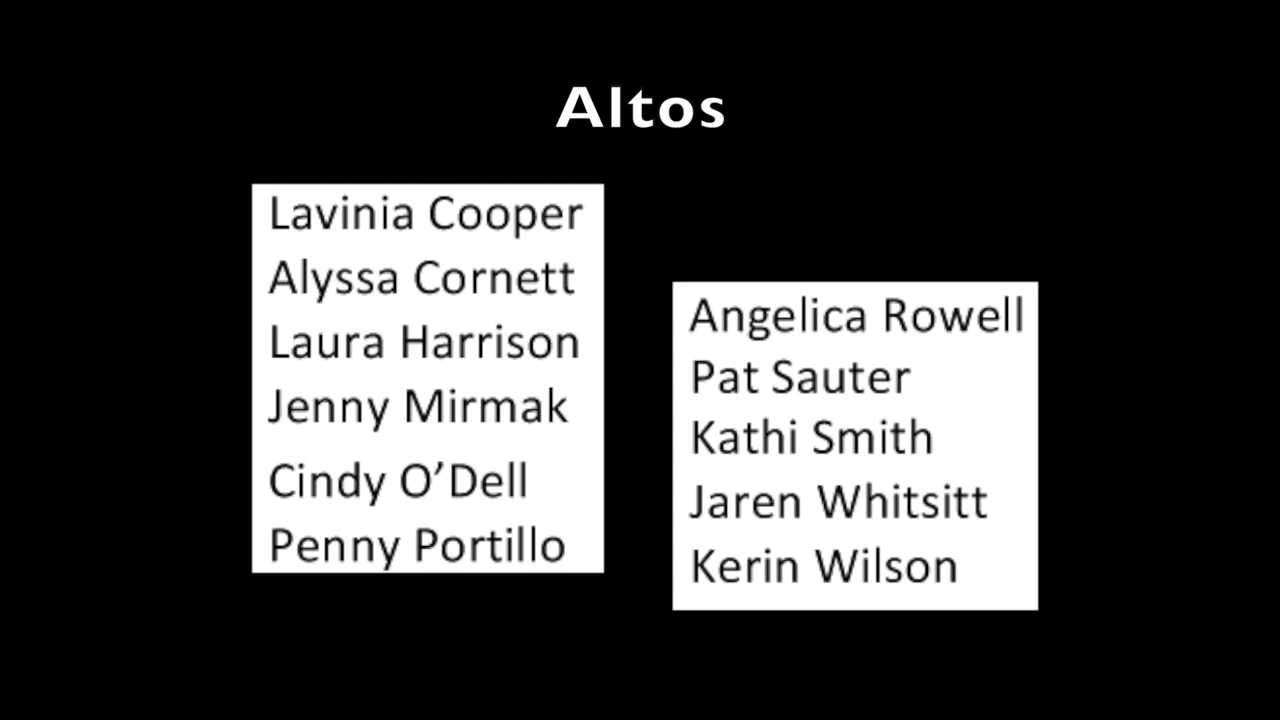 Altos
Lavinia Cooper
Alyssa Cornett
Laura Harrison
Jenny Mirmak
Cindy O’Dell
Penny Portillo
Angelica Rowell
Pat Sauter
Kathi Smith
Jaren Whitsitt
Kerin Wilson